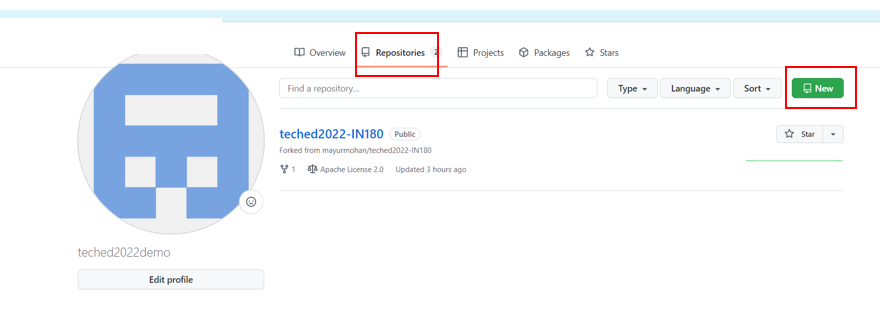 Overview Repositories 2 Projects Packages Stars
Find a repository... Type Language Sort New
teched2022-IN180 Public Star
Forked from mayurmohan/teched2022-IN180
1 Apache License 2.0 Updated 3 hours ago
teched2022demo
Edit profile